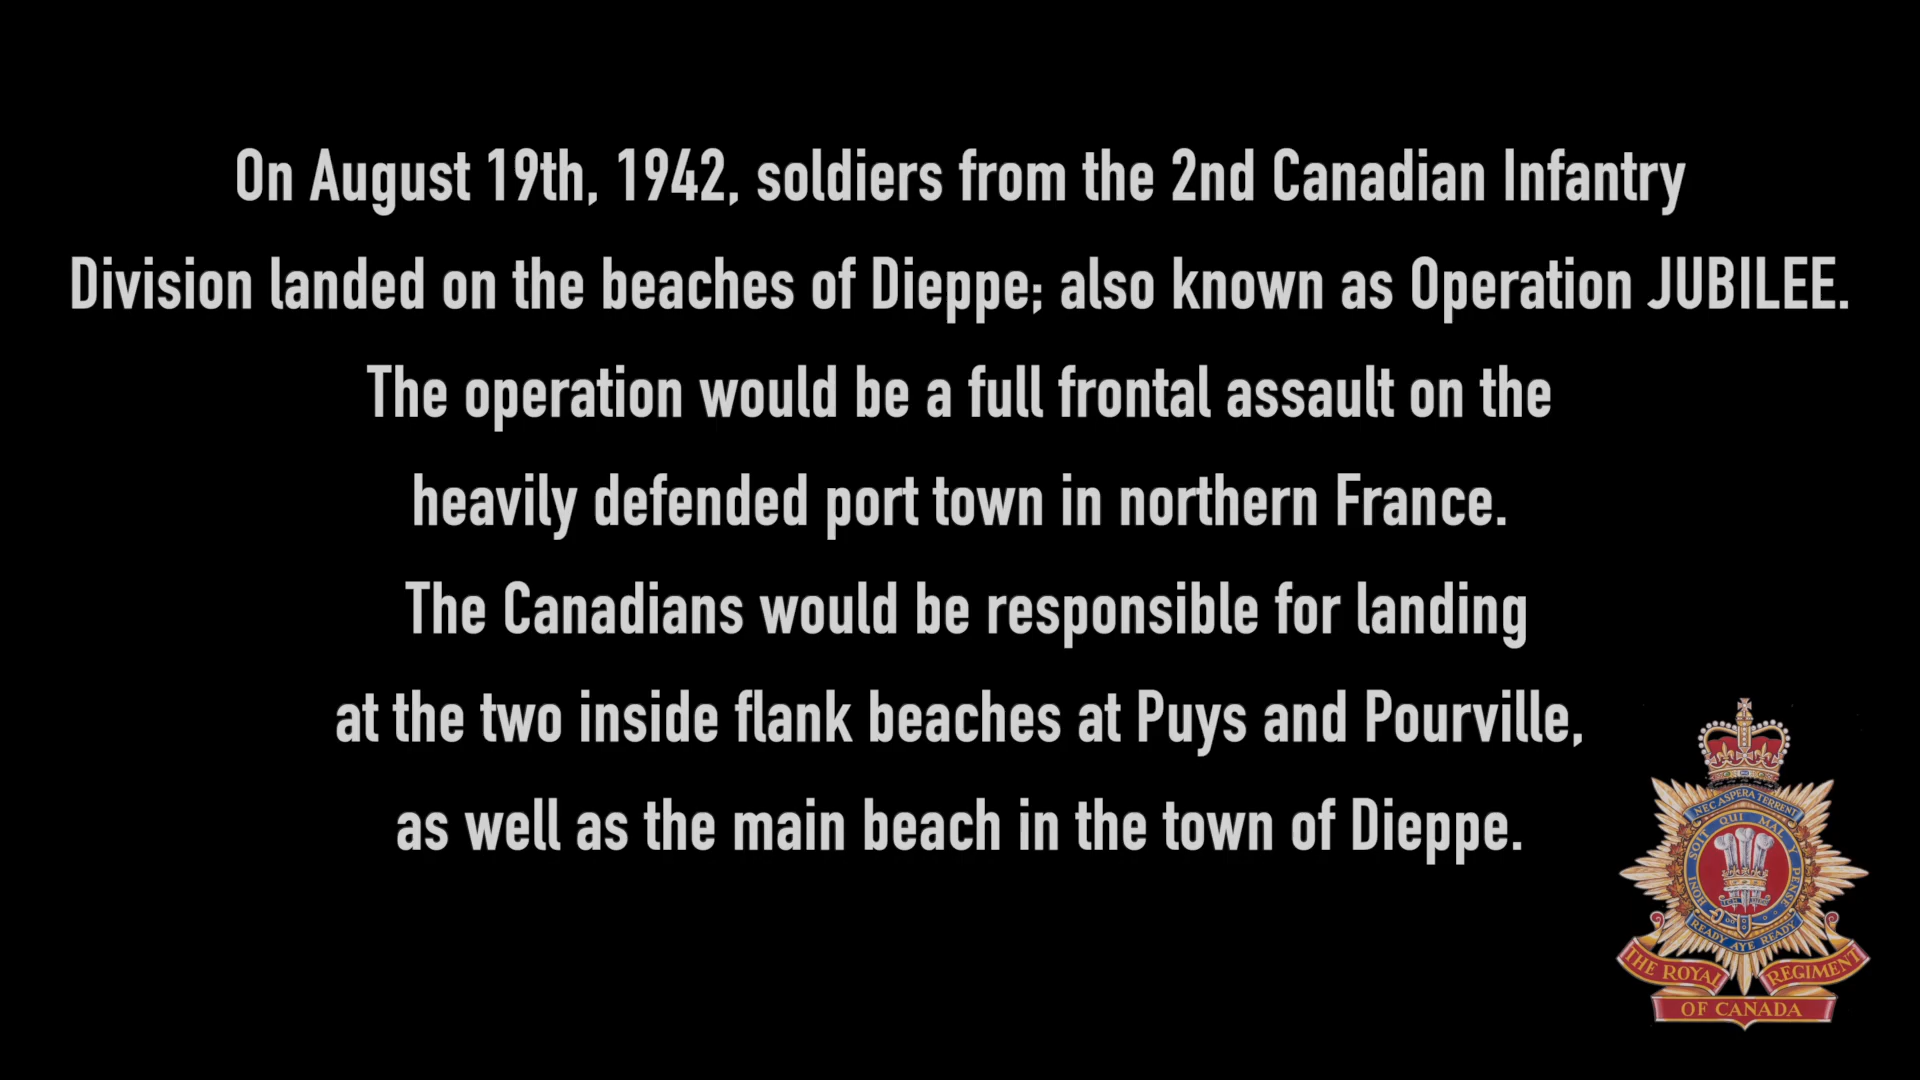 On August 19th, 1942, soldiers from the 2nd Canadian Infantry
Division landed on the beaches of Dieppe; also known as Operation JUBILEE.
The operation would be a full frontal assault on the
heavily defended port town in northern France.
The Canadians would be responsible for landing
at the two inside flank beaches at Puys and Pourville,
as well as the main beach in the town of Dieppe.
NEC ASPERA TERRENT
HONI SOIT QUI MAL Y PENSE
READY AYE READY
THE ROYAL REGIMENT
OF CANADA